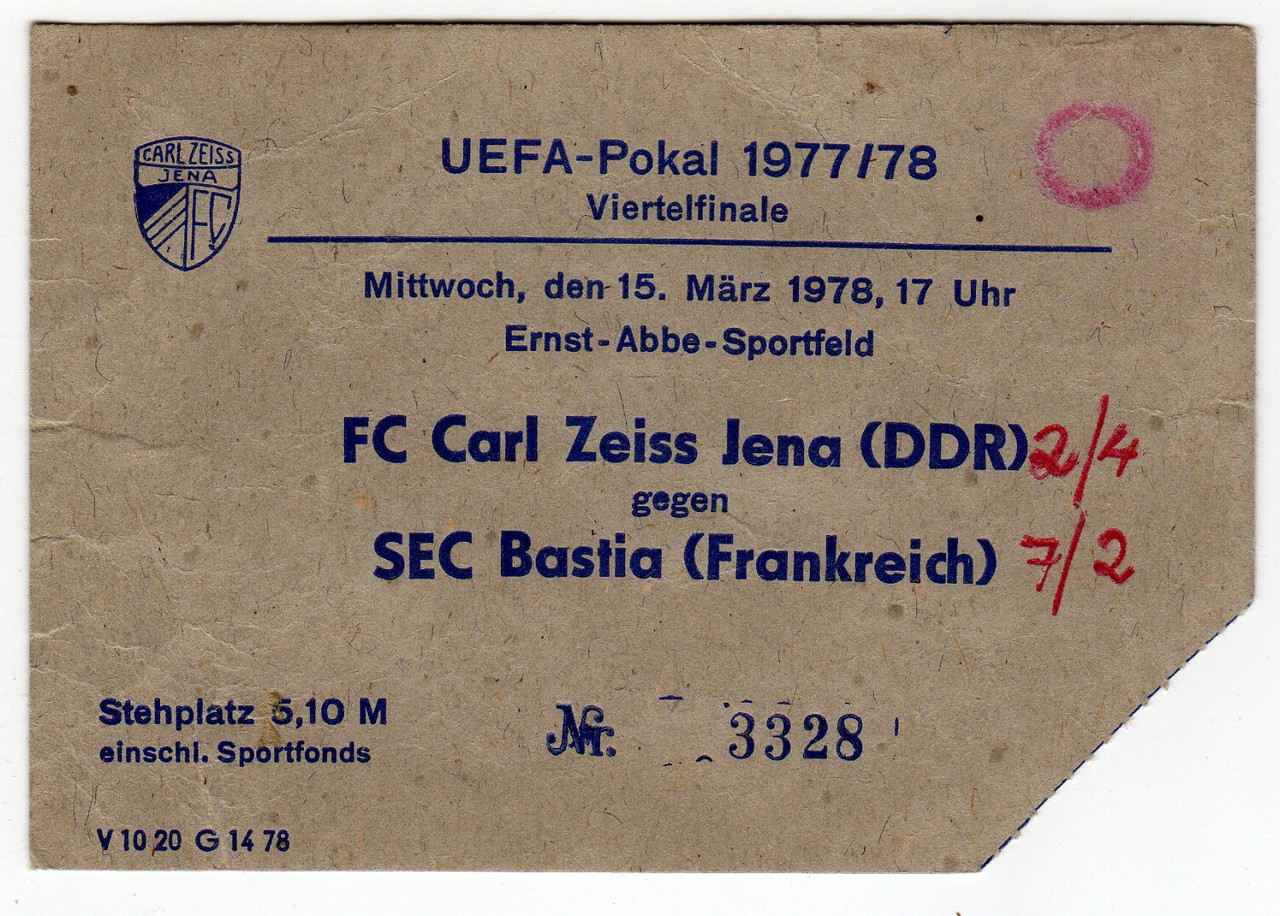 CARL ZEISS
JENA
FC
UEFA-Pokal 1977/78
Viertelfinale
Mittwoch, den 15. März 1978, 17 Uhr
Ernst-Abbe-Sportfeld
FC Carl Zeiss Jena (DDR) 2/4
gegen
SEC Bastia (Frankreich) 7/2
Stehplatz 5,10 M
einschl. Sportfonds
Nr. 3328
V 10 20 G 14 78